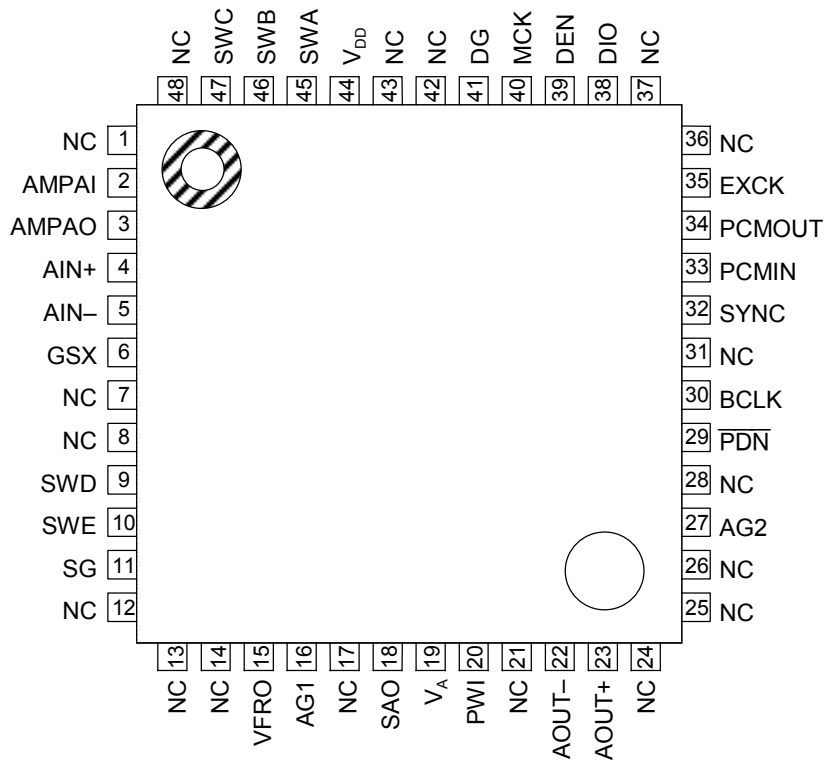 NC SWC SWB SWA V_DD NC NC DG MCK DEN DIO NC
48 47 46 45 44 43 42 41 40 39 38 37
NC 1
AMPAI 2
AMPAO 3
AIN+ 4
AIN– 5
GSX 6
NC 7
NC 8
SWD 9
SWE 10
SG 11
NC 12
36 NC
35 EXCK
34 PCMOUT
33 PCMIN
32 SYNC
31 NC
30 BCLK
29 P̅D̅N̅
28 NC
27 AG2
26 NC
25 NC
13 14 15 16 17 18 19 20 21 22 23 24
NC NC VFRO AG1 NC SAO V_A PWI NC AOUT– AOUT+ NC